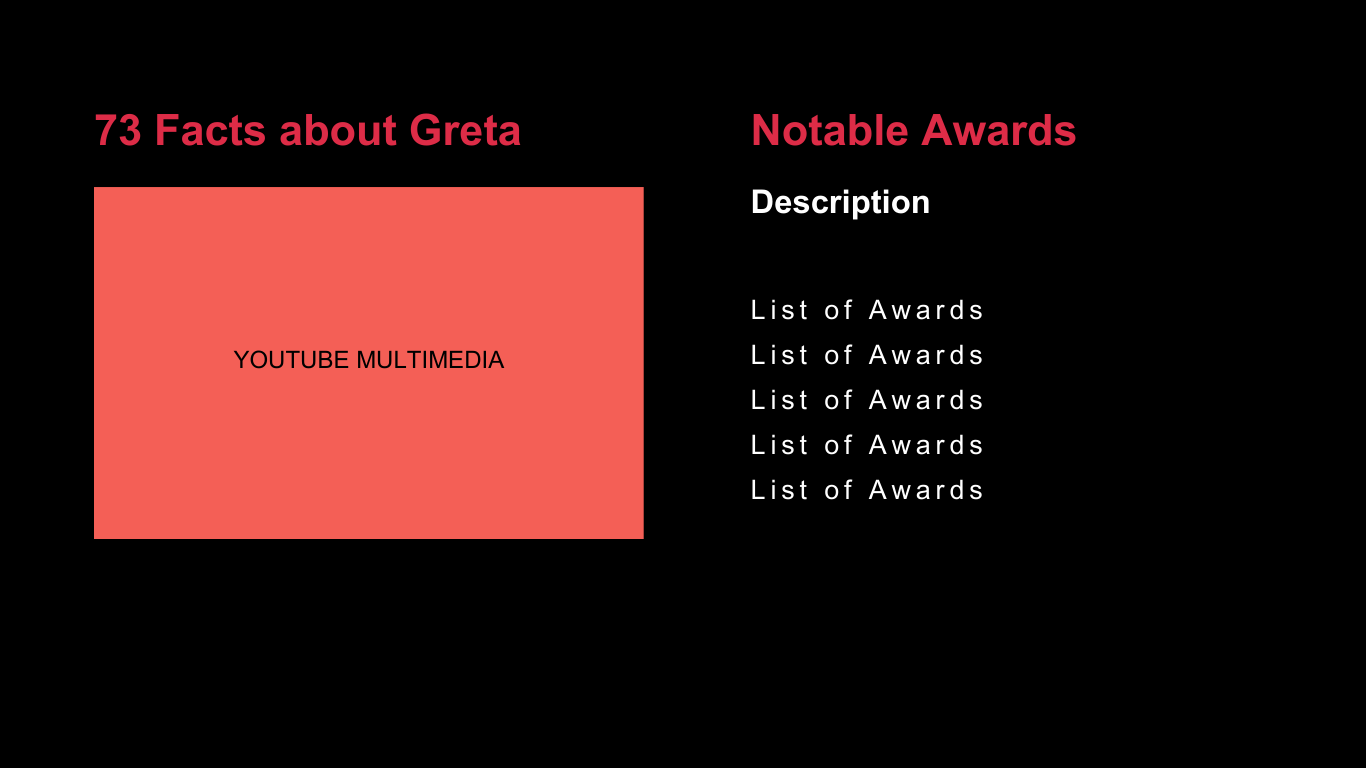 73 Facts about Greta
YOUTUBE MULTIMEDIA
Notable Awards
Description
List of Awards
List of Awards
List of Awards
List of Awards
List of Awards